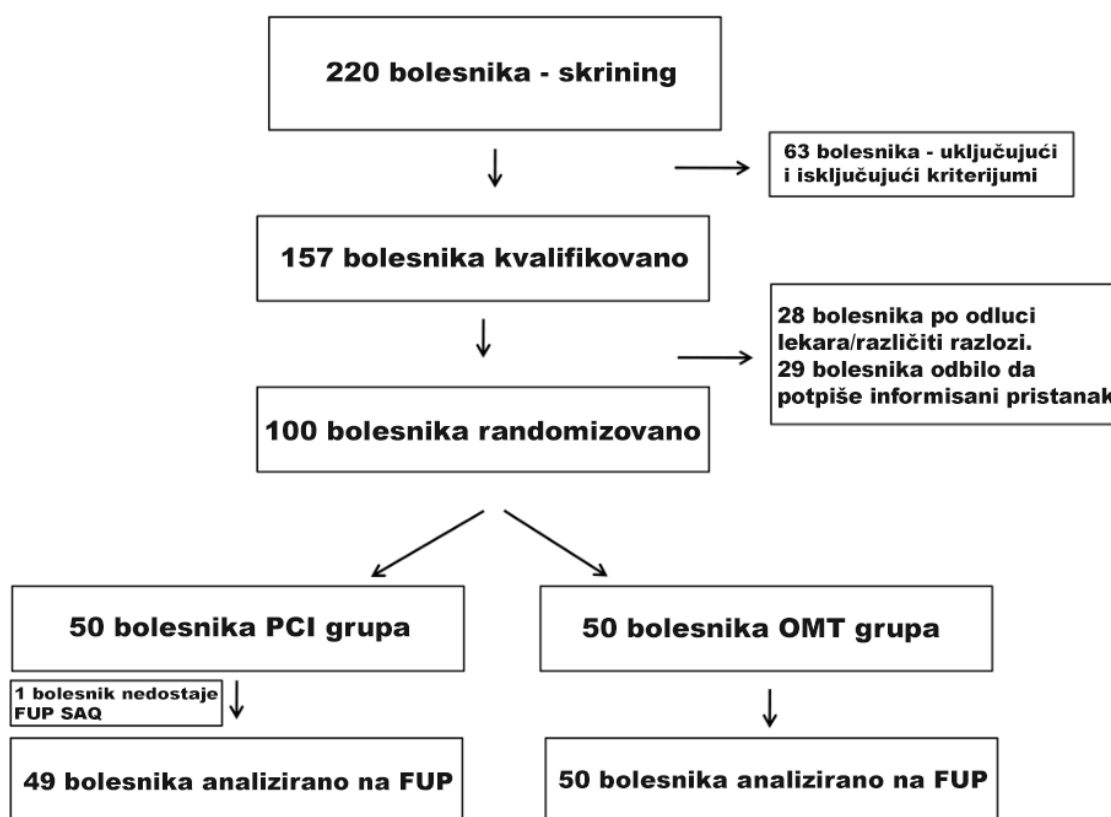 220 bolesnika - skrining
63 bolesnika - uključujući
i isključujući kriterijumi
157 bolesnika kvalifikovano
28 bolesnika po odluci
lekara/različiti razlozi.
29 bolesnika odbilo da
potpiše informisani pristanak
100 bolesnika randomizovano
50 bolesnika PCI grupa
50 bolesnika OMT grupa
1 bolesnik nedostaje
FUP SAQ
49 bolesnika analizirano na FUP
50 bolesnika analizirano na FUP